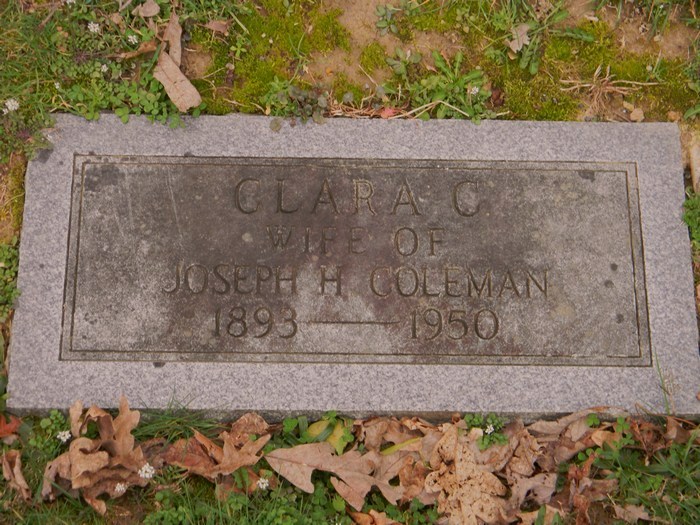 CLARA C
WIFE OF
JOSEPH H COLEMAN
1893 — 1950